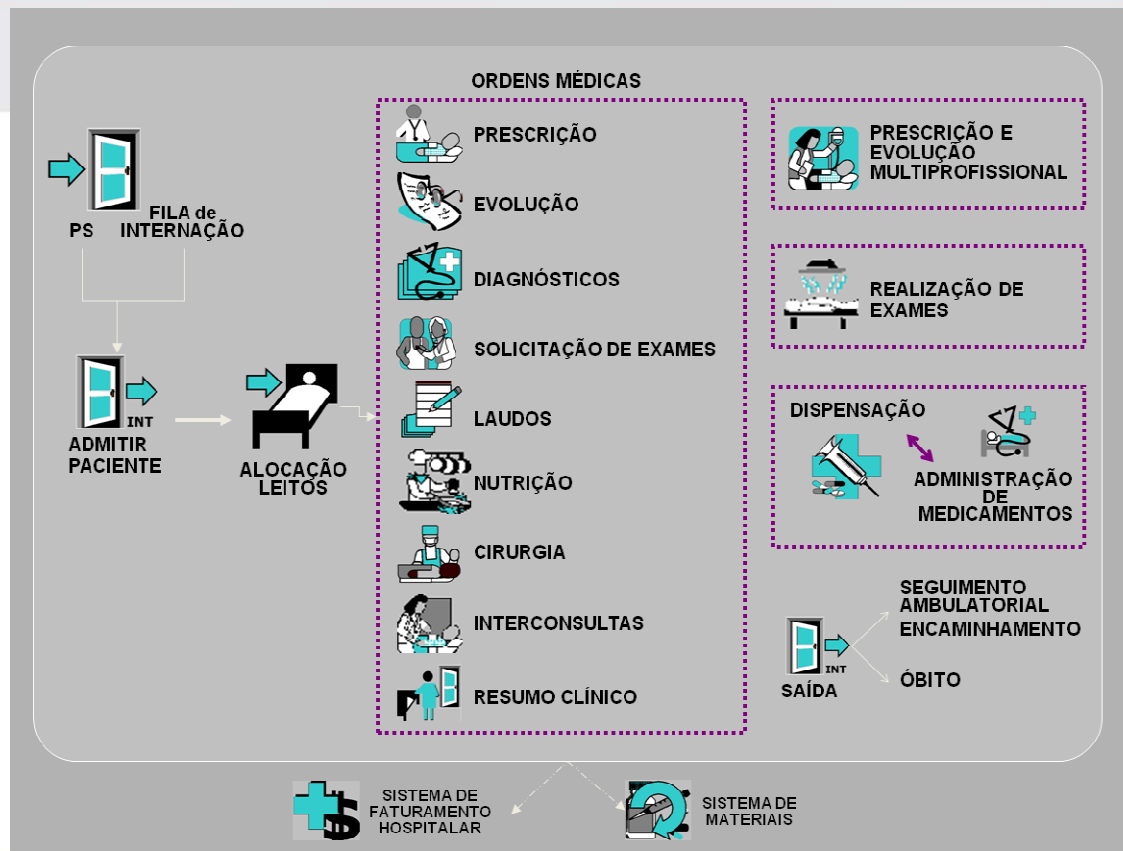 PS
FILA de
INTERNAÇÃO
INT
ADMITIR
PACIENTE
ALOCAÇÃO
LEITOS
ORDENS MÉDICAS
PRESCRIÇÃO
EVOLUÇÃO
DIAGNÓSTICOS
SOLICITAÇÃO DE EXAMES
LAUDOS
NUTRIÇÃO
CIRURGIA
INTERCONSULTAS
RESUMO CLÍNICO
PRESCRIÇÃO E
EVOLUÇÃO
MULTIPROFISSIONAL
REALIZAÇÃO DE
EXAMES
DISPENSAÇÃO
ADMINISTRAÇÃO
DE
MEDICAMENTOS
SEGUIMENTO
AMBULATORIAL
ENCAMINHAMENTO
INT
SAÍDA
ÓBITO
SISTEMA DE
FATURAMENTO
HOSPITALAR
SISTEMA DE
MATERIAIS